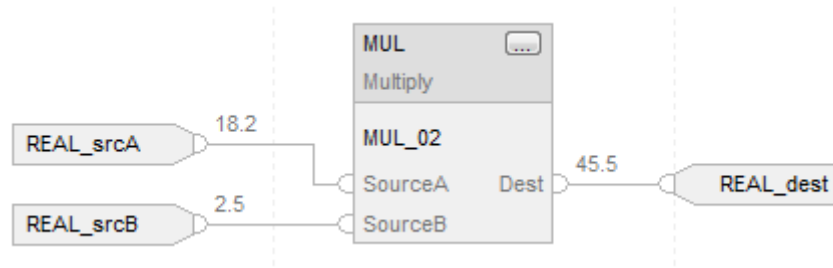 MUL ...
Multiply
REAL_srcA 18.2
MUL_02
SourceA Dest 45.5 REAL_dest
REAL_srcB 2.5
SourceB